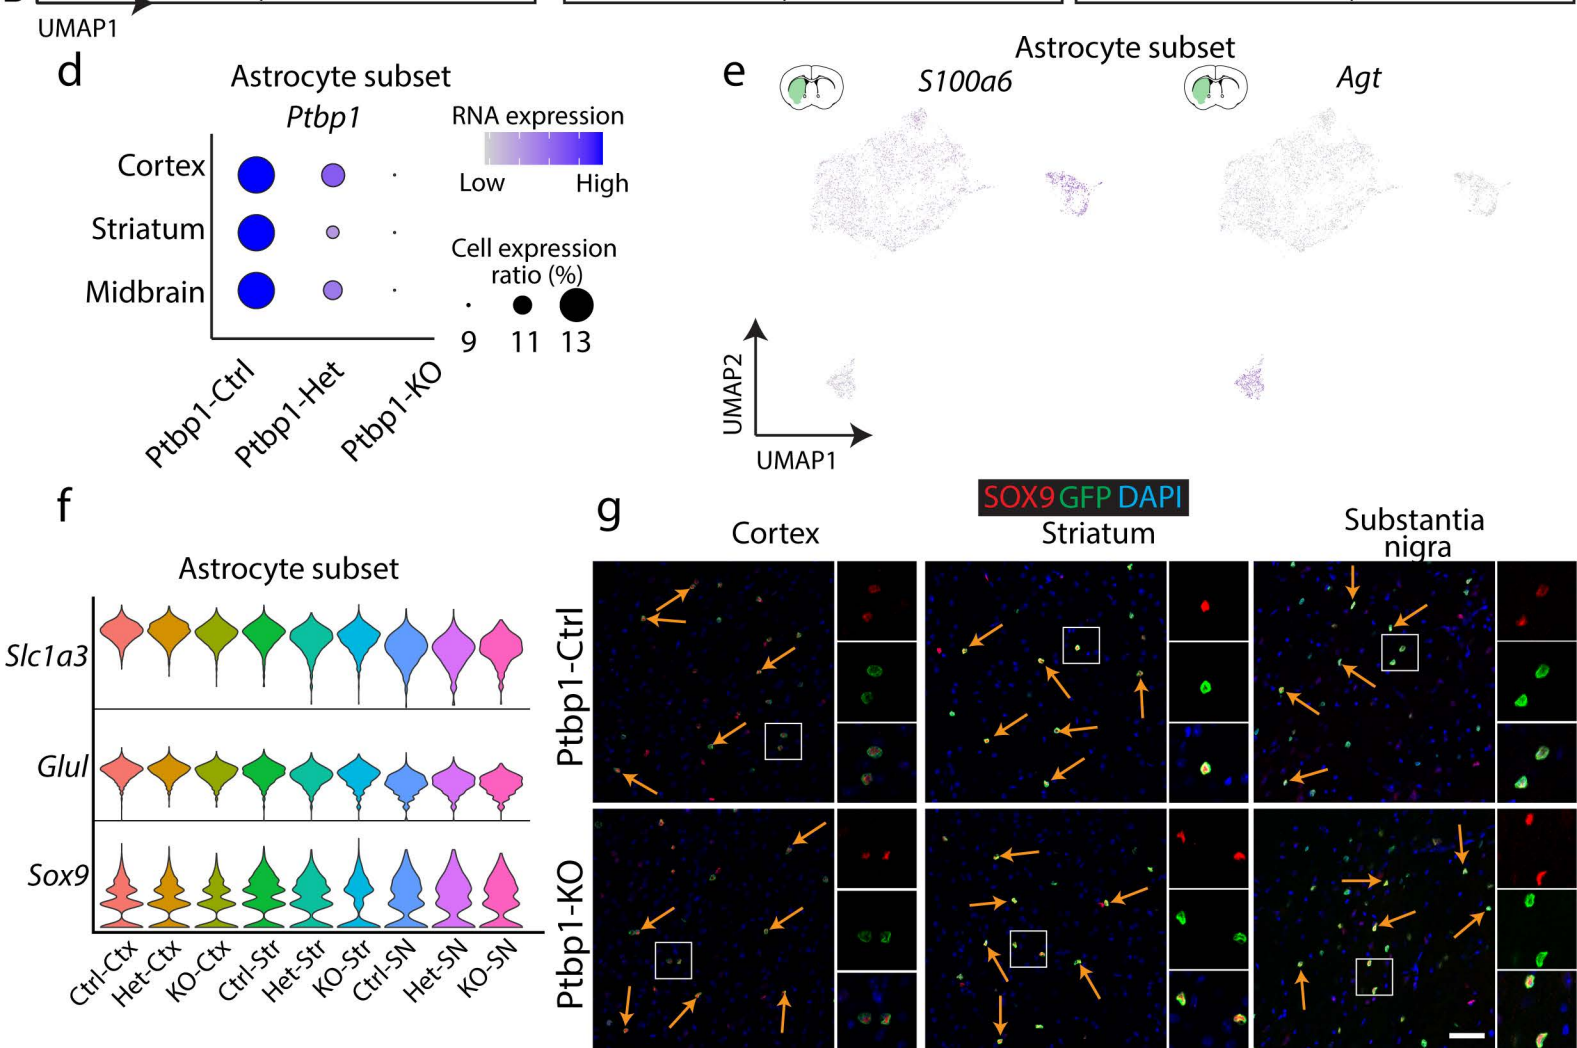 UMAP1
d
Astrocyte subset
Ptbp1
RNA expression
Low
High
Cortex
Striatum
Midbrain
Cell expression
ratio (%)
9
11
13
Ptbp1-Ctrl
Ptbp1-Het
Ptbp1-KO
e
Astrocyte subset
S100a6
Agt
UMAP2
UMAP1
f
Astrocyte subset
Slc1a3
Glul
Sox9
Ctrl-Ctx
Het-Ctx
KO-Ctx
Ctrl-Str
Het-Str
KO-Str
Ctrl-SN
Het-SN
KO-SN
g
SOX9 GFP DAPI
Cortex
Striatum
Substantia
nigra
Ptbp1-Ctrl
Ptbp1-KO